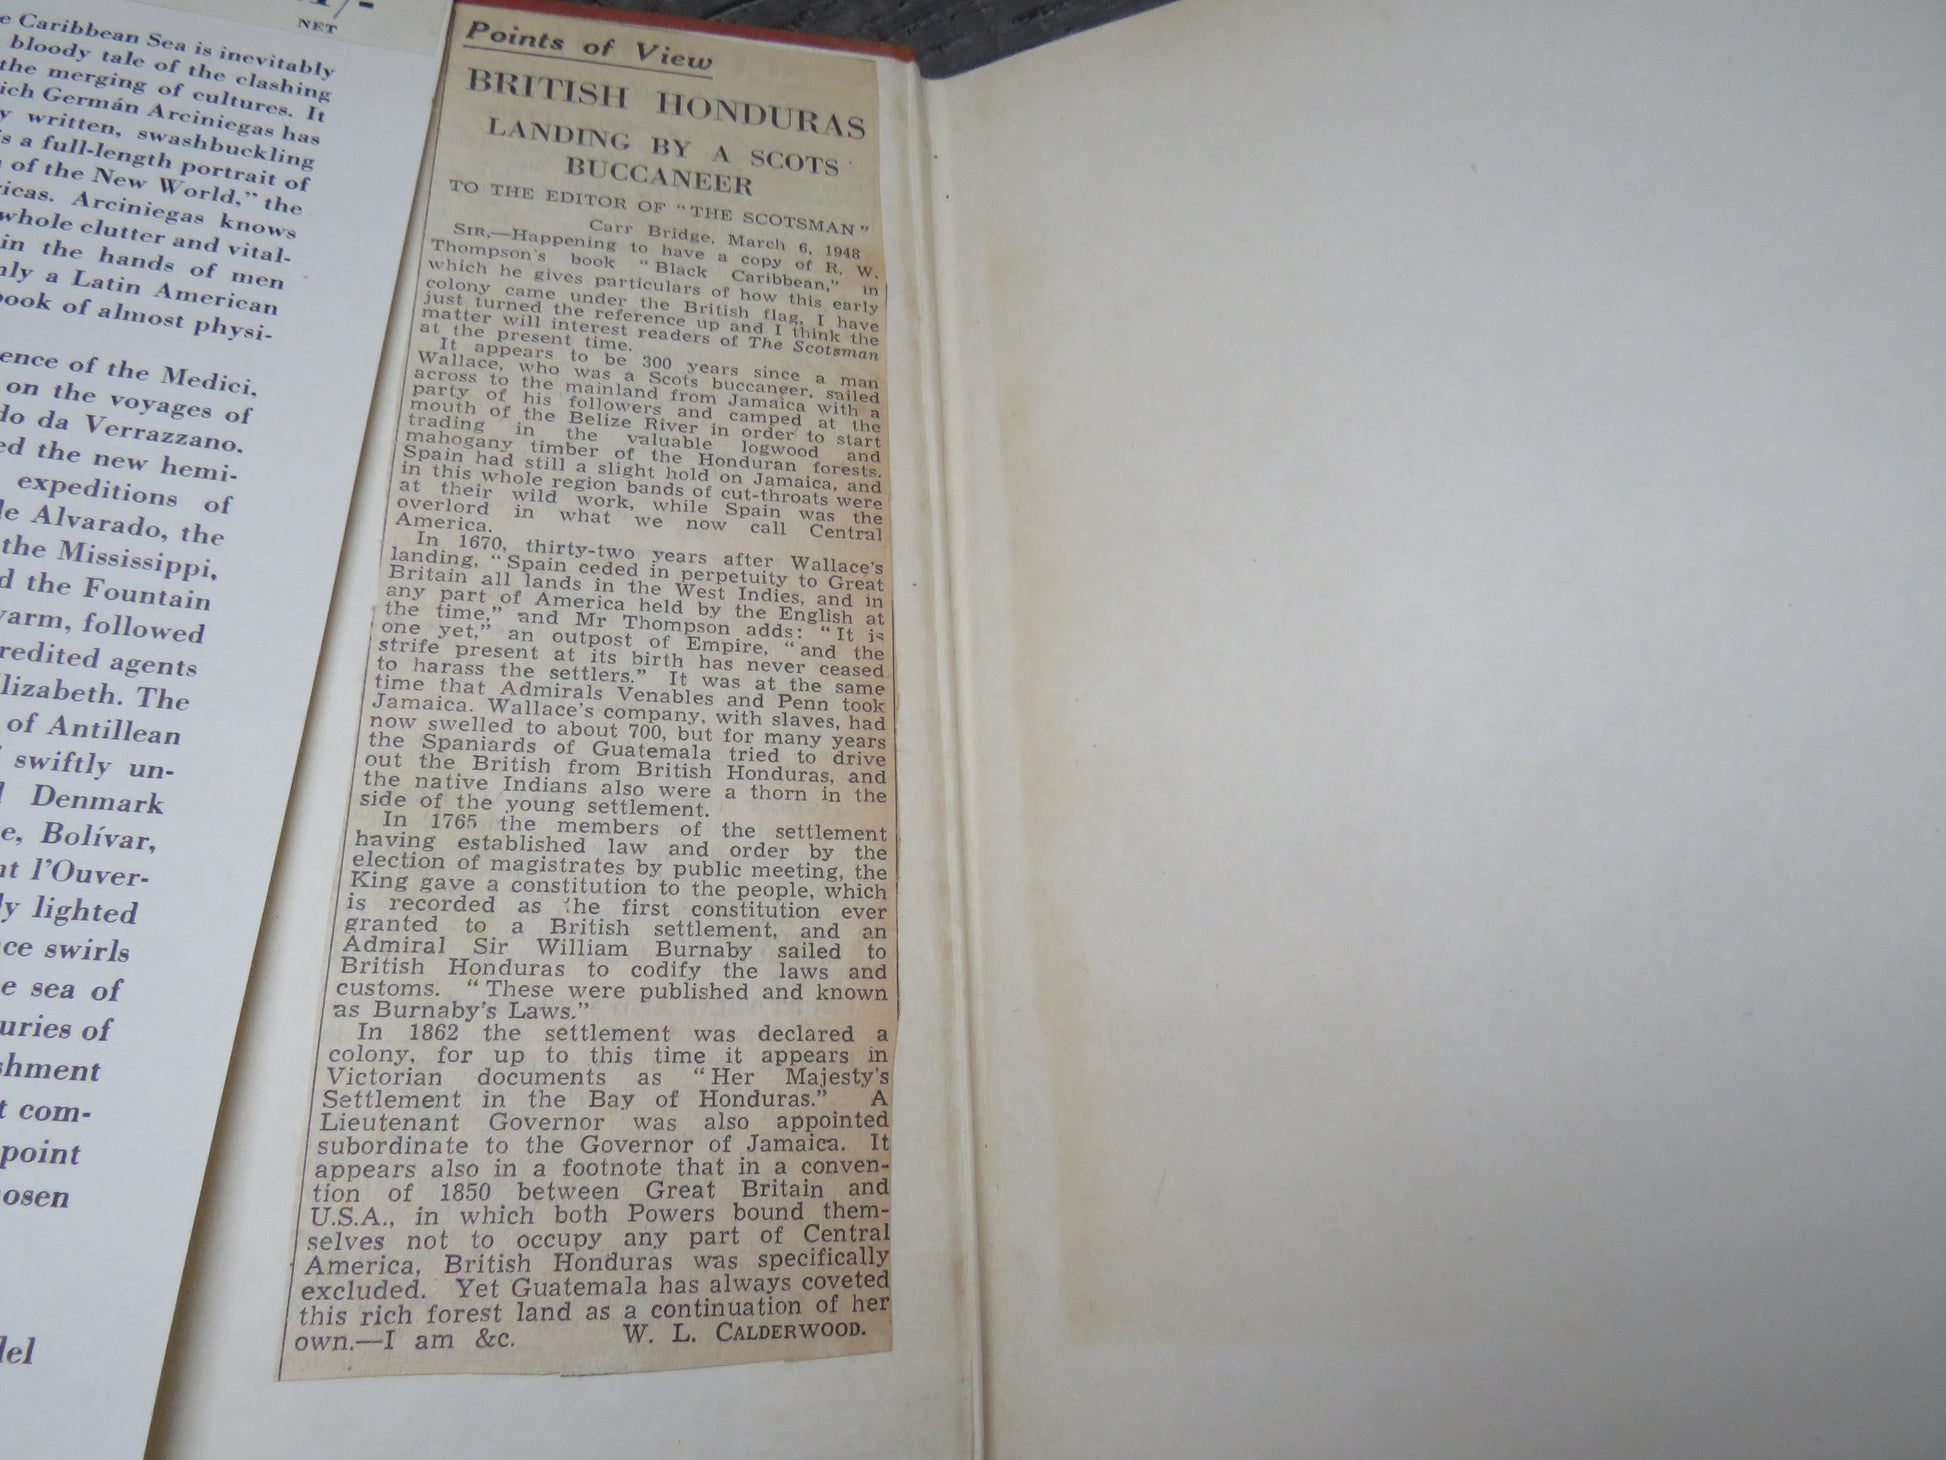 NET
e Caribbean Sea is inevitably
bloody tale of the clashing
the merging of cultures. It
ich Germán Arciniegas has
y written, swashbuckling
s a full-length portrait of
of the New World," the
icas. Arciniegas knows
whole clutter and vital-
in the hands of men
nly a Latin American
book of almost physi-
ence of the Medici,
on the voyages of
do da Verrazzano.
ed the new hemi-
expeditions of
de Alvarado, the
the Mississippi,
d the Fountain
warm, followed
redited agents
lizabeth. The
of Antillean
swiftly un-
Denmark
e, Bolívar,
nt l'Ouver-
ly lighted
ce swirls
e sea of
uries of
shment
t com-
point
osen
del
Points of View
BRITISH HONDURAS
LANDING BY A SCOTS
BUCCANEER
TO THE EDITOR OF "THE SCOTSMAN"
Carr Bridge, March 6, 1948
SIR,—Happening to have a copy of R. W.
Thompson's book "Black Caribbean," in
which he gives particulars of how this early
colony came under the British flag, I have
just turned the reference up and I think the
matter will interest readers of The Scotsman
at the present time.
It appears to be 300 years since a man
Wallace, who was a Scots buccaneer, sailed
across to the mainland from Jamaica with a
party of his followers and camped at the
mouth of the Belize River in order to start
trading in the valuable logwood and
mahogany timber of the Honduran forests.
Spain had still a slight hold on Jamaica, and
in this whole region bands of cut-throats were
at their wild work, while Spain was the
overlord in what we now call Central
America.
In 1670, thirty-two years after Wallace's
landing, "Spain ceded in perpetuity to Great
Britain all lands in the West Indies, and in
any part of America held by the English at
the time," and Mr Thompson adds: "It is
one yet," an outpost of Empire, "and the
strife present at its birth has never ceased
to harass the settlers." It was at the same
time that Admirals Venables and Penn took
Jamaica. Wallace's company, with slaves, had
now swelled to about 700, but for many years
the Spaniards of Guatemala tried to drive
out the British from British Honduras, and
the native Indians also were a thorn in the
side of the young settlement.
In 1765 the members of the settlement
having established law and order by the
election of magistrates by public meeting, the
King gave a constitution to the people, which
is recorded as the first constitution ever
granted to a British settlement, and an
Admiral Sir William Burnaby sailed to
British Honduras to codify the laws and
customs. "These were published and known
as Burnaby's Laws."
In 1862 the settlement was declared a
colony, for up to this time it appears in
Victorian documents as "Her Majesty's
Settlement in the Bay of Honduras." A
Lieutenant Governor was also appointed
subordinate to the Governor of Jamaica. It
appears also in a footnote that in a conven-
tion of 1850 between Great Britain and
U.S.A., in which both Powers bound them-
selves not to occupy any part of Central
America, British Honduras was specifically
excluded. Yet Guatemala has always coveted
this rich forest land as a continuation of her
own.—I am &c. W. L. CALDERWOOD.